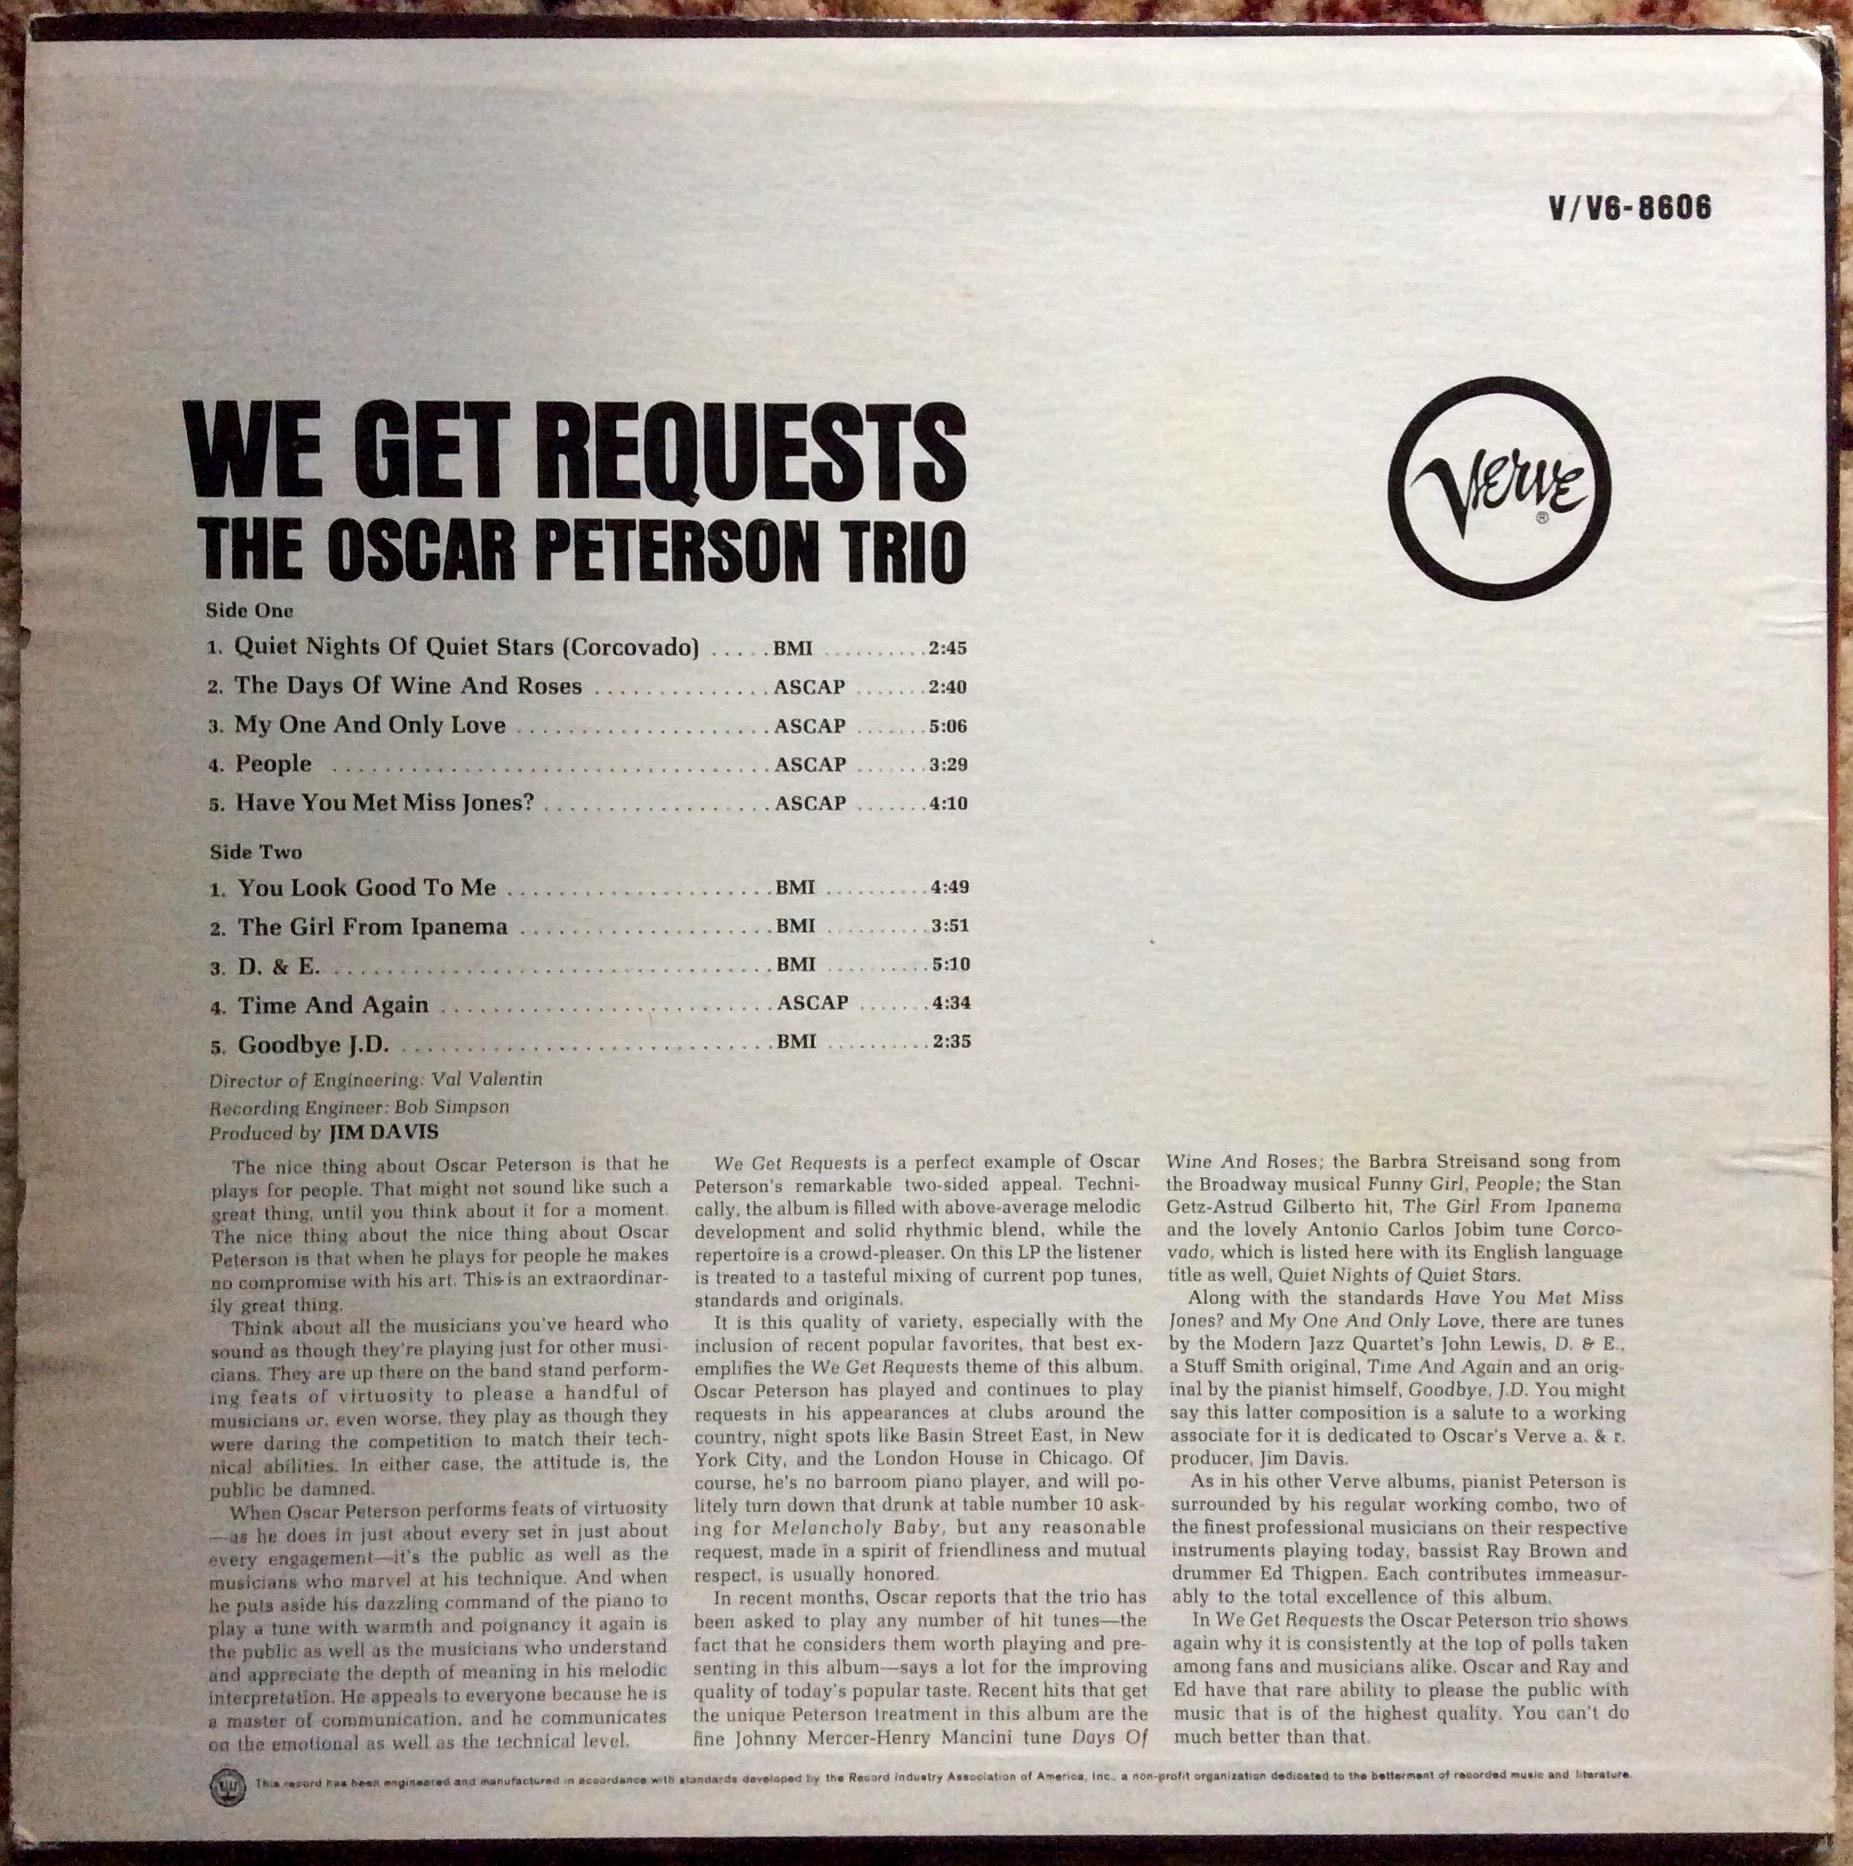 V/V6-8606
WE GET REQUESTS
THE OSCAR PETERSON TRIO
Verve
®
Side One
1. Quiet Nights Of Quiet Stars (Corcovado) ..... BMI .......... 2:45
2. The Days Of Wine And Roses .............. ASCAP ....... 2:40
3. My One And Only Love .................... ASCAP ....... 5:06
4. People .................................. ASCAP ....... 3:29
5. Have You Met Miss Jones? .................. ASCAP ....... 4:10
Side Two
1. You Look Good To Me ..................... BMI .......... 4:49
2. The Girl From Ipanema .................... BMI .......... 3:51
3. D. & E. .................................. BMI .......... 5:10
4. Time And Again .......................... ASCAP ....... 4:34
5. Goodbye J.D. ............................. BMI .......... 2:35
Director of Engineering: Val Valentin
Recording Engineer: Bob Simpson
Produced by JIM DAVIS
The nice thing about Oscar Peterson is that he
plays for people. That might not sound like such a
great thing, until you think about it for a moment.
The nice thing about the nice thing about Oscar
Peterson is that when he plays for people he makes
no compromise with his art. This is an extraordinar-
ily great thing.
Think about all the musicians you've heard who
sound as though they're playing just for other musi-
cians. They are up there on the band stand perform-
ing feats of virtuosity to please a handful of
musicians or, even worse, they play as though they
were daring the competition to match their tech-
nical abilities. In either case, the attitude is, the
public be damned.
When Oscar Peterson performs feats of virtuosity
—as he does in just about every set in just about
every engagement—it's the public as well as the
musicians who marvel at his technique. And when
he puts aside his dazzling command of the piano to
play a tune with warmth and poignancy it again is
the public as well as the musicians who understand
and appreciate the depth of meaning in his melodic
interpretation. He appeals to everyone because he is
a master of communication, and he communicates
on the emotional as well as the technical level.
We Get Requests is a perfect example of Oscar
Peterson's remarkable two-sided appeal. Techni-
cally, the album is filled with above-average melodic
development and solid rhythmic blend, while the
repertoire is a crowd-pleaser. On this LP the listener
is treated to a tasteful mixing of current pop tunes,
standards and originals.
It is this quality of variety, especially with the
inclusion of recent popular favorites, that best ex-
emplifies the We Get Requests theme of this album.
Oscar Peterson has played and continues to play
requests in his appearances at clubs around the
country, night spots like Basin Street East, in New
York City, and the London House in Chicago. Of
course, he's no barroom piano player, and will po-
litely turn down that drunk at table number 10 ask-
ing for Melancholy Baby, but any reasonable
request, made in a spirit of friendliness and mutual
respect, is usually honored.
In recent months, Oscar reports that the trio has
been asked to play any number of hit tunes—the
fact that he considers them worth playing and pre-
senting in this album—says a lot for the improving
quality of today's popular taste. Recent hits that get
the unique Peterson treatment in this album are the
fine Johnny Mercer-Henry Mancini tune Days Of
Wine And Roses; the Barbra Streisand song from
the Broadway musical Funny Girl, People; the Stan
Getz-Astrud Gilberto hit, The Girl From Ipanema
and the lovely Antonio Carlos Jobim tune Corco-
vado, which is listed here with its English language
title as well, Quiet Nights of Quiet Stars.
Along with the standards Have You Met Miss
Jones? and My One And Only Love, there are tunes
by the Modern Jazz Quartet's John Lewis, D. & E.,
a Stuff Smith original, Time And Again and an orig-
inal by the pianist himself, Goodbye, J.D. You might
say this latter composition is a salute to a working
associate for it is dedicated to Oscar's Verve a. & r.
producer, Jim Davis.
As in his other Verve albums, pianist Peterson is
surrounded by his regular working combo, two of
the finest professional musicians on their respective
instruments playing today, bassist Ray Brown and
drummer Ed Thigpen. Each contributes immeasur-
ably to the total excellence of this album.
In We Get Requests the Oscar Peterson trio shows
again why it is consistently at the top of polls taken
among fans and musicians alike. Oscar and Ray and
Ed have that rare ability to please the public with
music that is of the highest quality. You can't do
much better than that.
This record has been engineered and manufactured in accordance with standards developed by the Record Industry Association of America, Inc., a non-profit organization dedicated to the betterment of recorded music and literature.